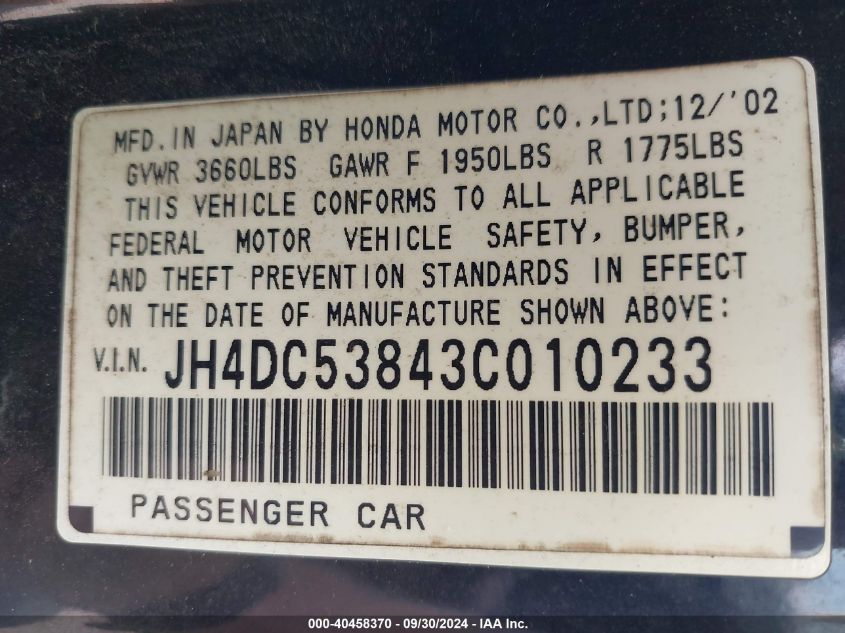 MFD.IN JAPAN BY HONDA MOTOR CO.,LTD;12/'02
GVWR 3660LBS GAWR F 1950LBS R 1775LBS
THIS VEHICLE CONFORMS TO ALL APPLICABLE
FEDERAL MOTOR VEHICLE SAFETY, BUMPER,
AND THEFT PREVENTION STANDARDS IN EFFECT
ON THE DATE OF MANUFACTURE SHOWN ABOVE:
V.I.N. JH4DC53843C010233
PASSENGER CAR
000-40458370 - 09/30/2024 - IAA Inc.